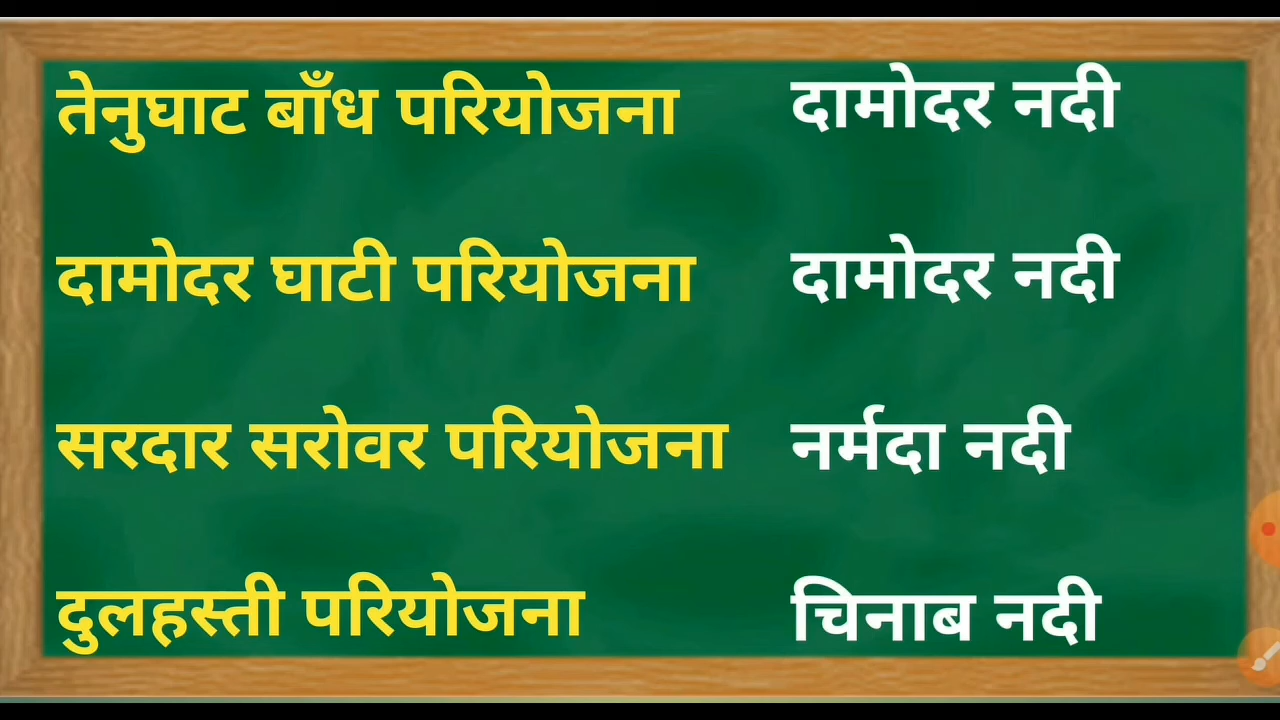 तेनुघाट बाँध परियोजना दामोदर नदी
दामोदर घाटी परियोजना दामोदर नदी
सरदार सरोवर परियोजना नर्मदा नदी
दुलहस्ती परियोजना चिनाब नदी